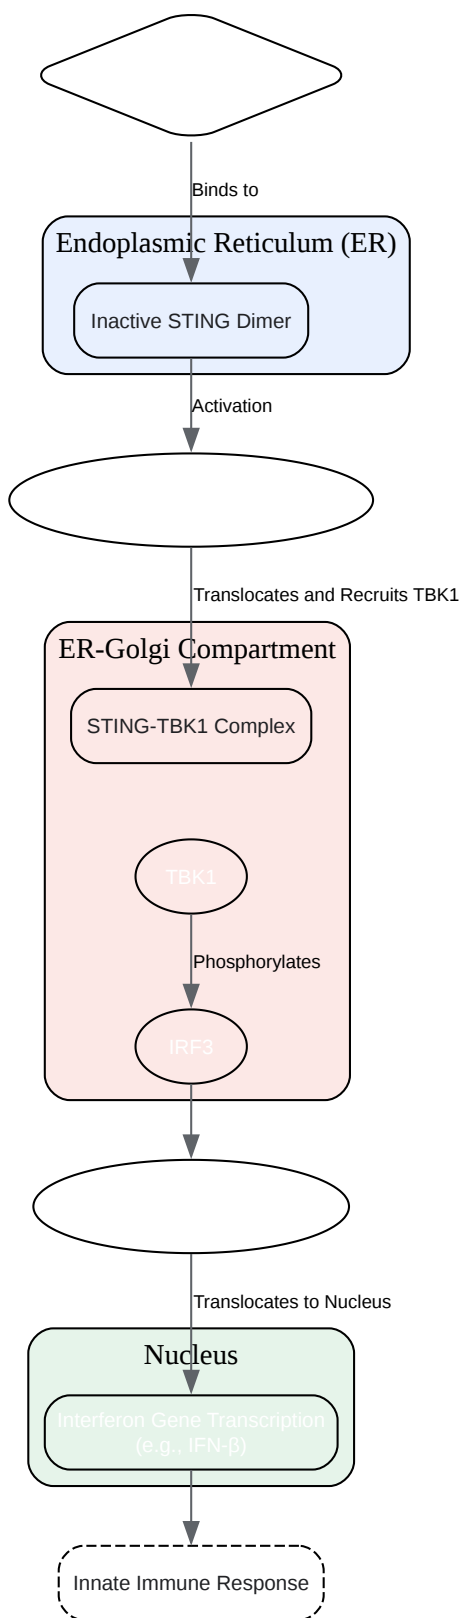 Binds to
Endoplasmic Reticulum (ER)
Inactive STING Dimer
Activation
Translocates and Recruits TBK1
ER-Golgi Compartment
STING-TBK1 Complex
TBK1
Phosphorylates
IRF3
Translocates to Nucleus
Nucleus
Interferon Gene Transcription
(e.g., IFN-β)
Innate Immune Response